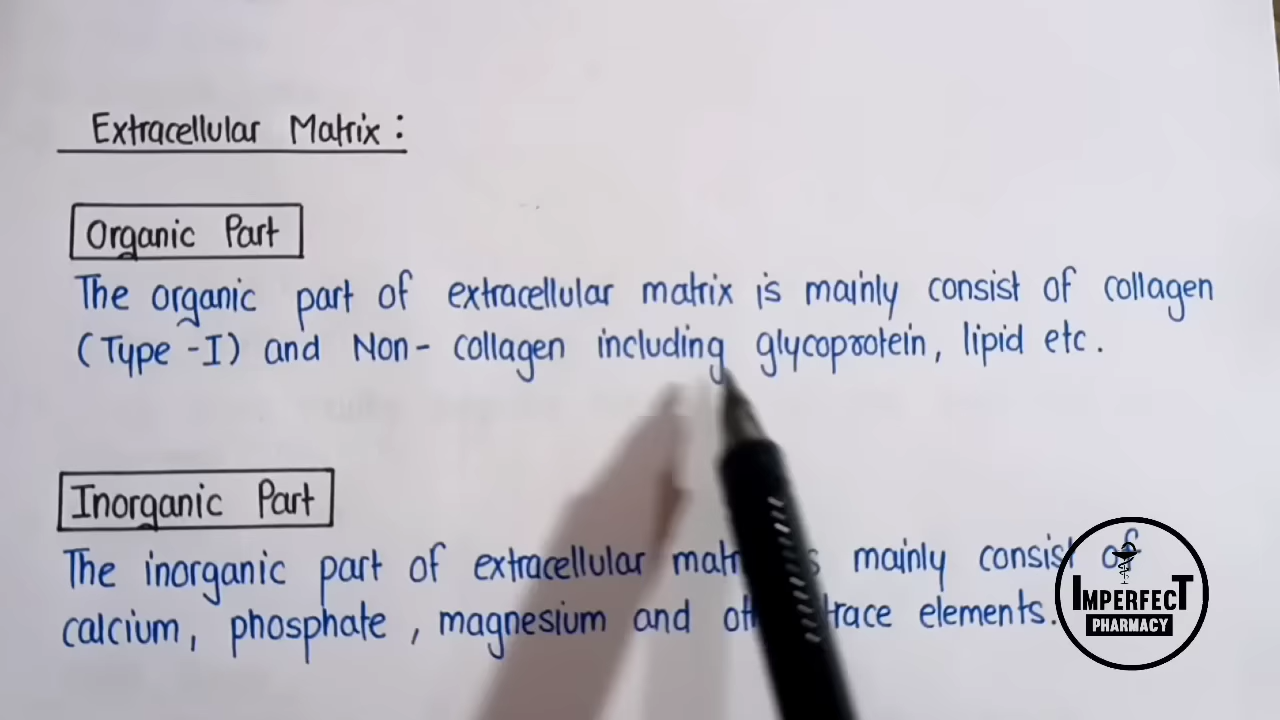 Extracellular Matrix :
Organic Part
The organic part of extracellular matrix is mainly consist of collagen
(Type -I) and Non- collagen including glycoprotein, lipid etc.
Inorganic Part
The inorganic part of extracellular mainly consist of
calcium, phosphate, magnesium and trace elements.
IMPERFECT
PHARMACY